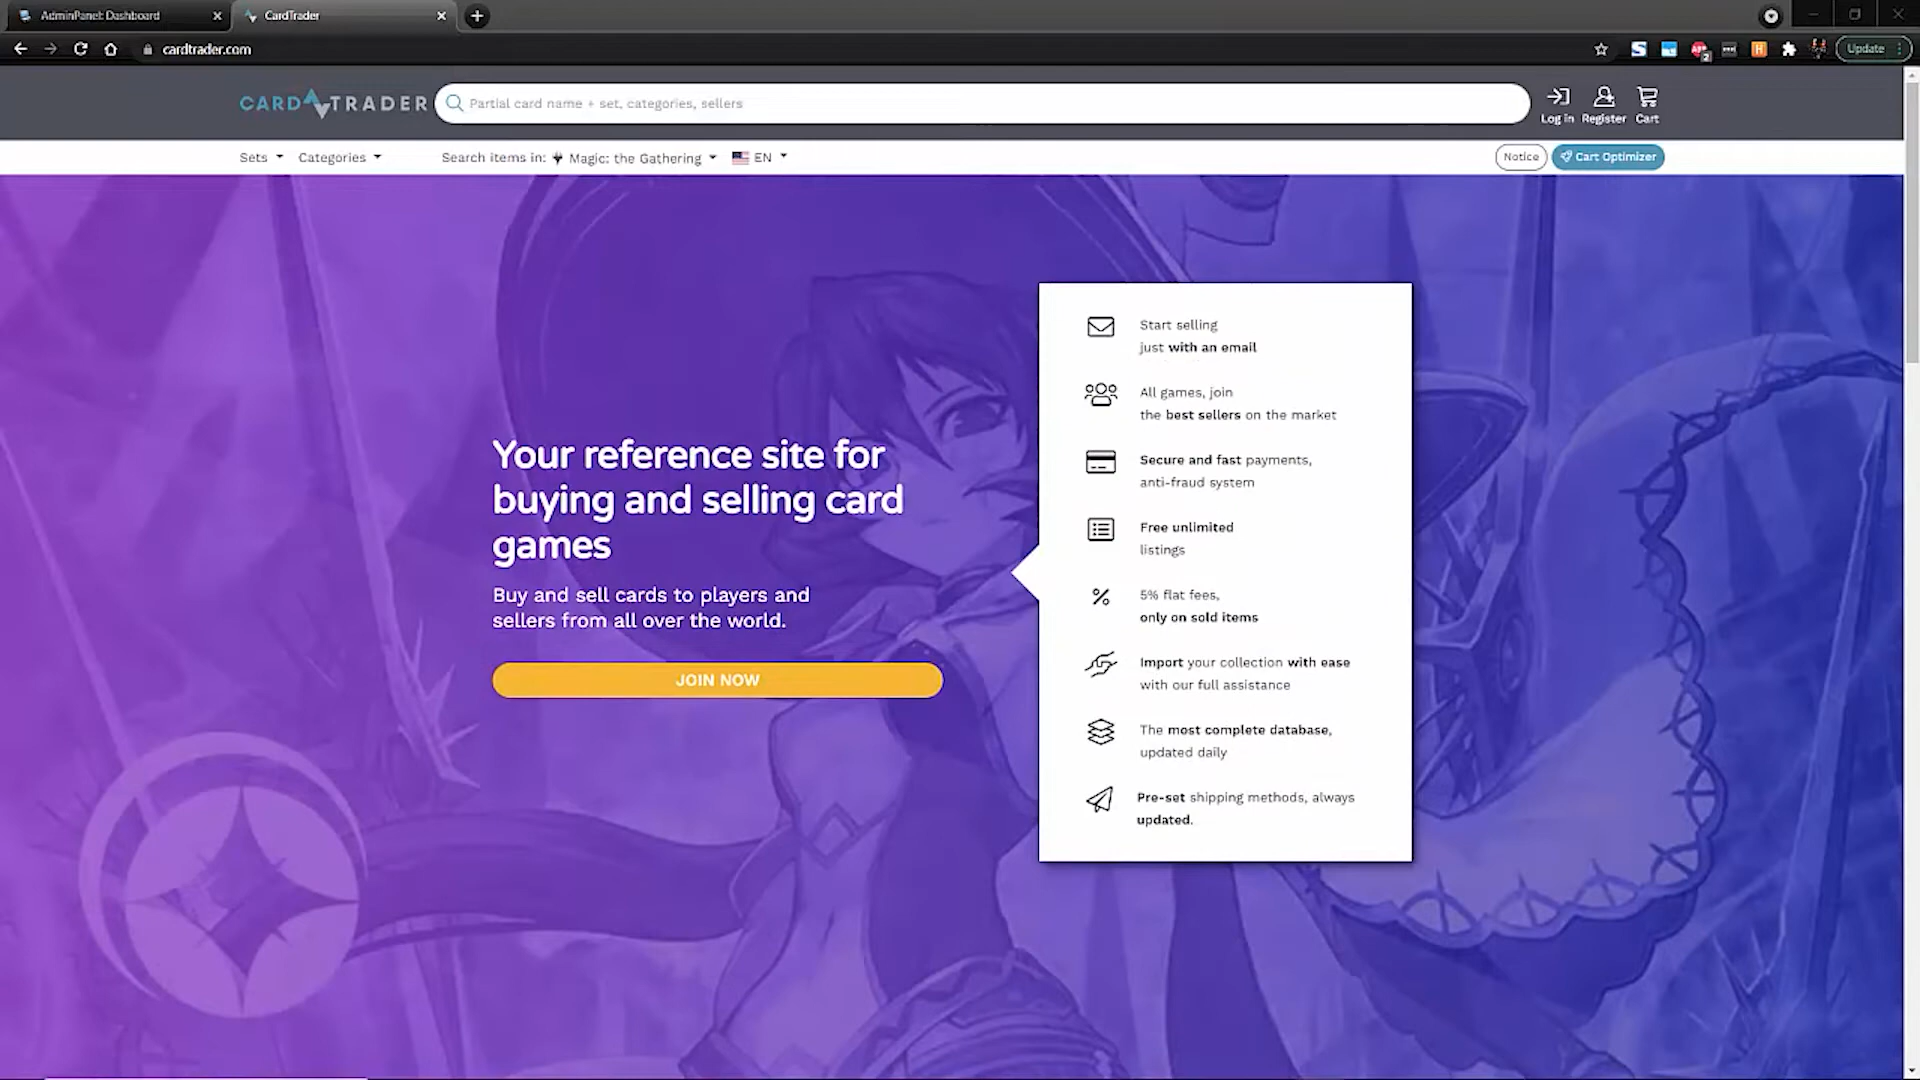 AdminPanel: Dashboard
CardTrader
cardtrader.com
ABP
2
H
Update
CARD TRADER
Partial card name + set, categories, sellers
Log in
Register
Cart
Sets
Categories
Search items in:
Magic: the Gathering
EN
Notice
Cart Optimizer
Your reference site for
buying and selling card
games
Buy and sell cards to players and
sellers from all over the world.
JOIN NOW
Start selling
just with an email
All games, join
the best sellers on the market
Secure and fast payments,
anti-fraud system
Free unlimited
listings
5% flat fees,
only on sold items
Import your collection with ease
with our full assistance
The most complete database,
updated daily
Pre-set shipping methods, always
updated.